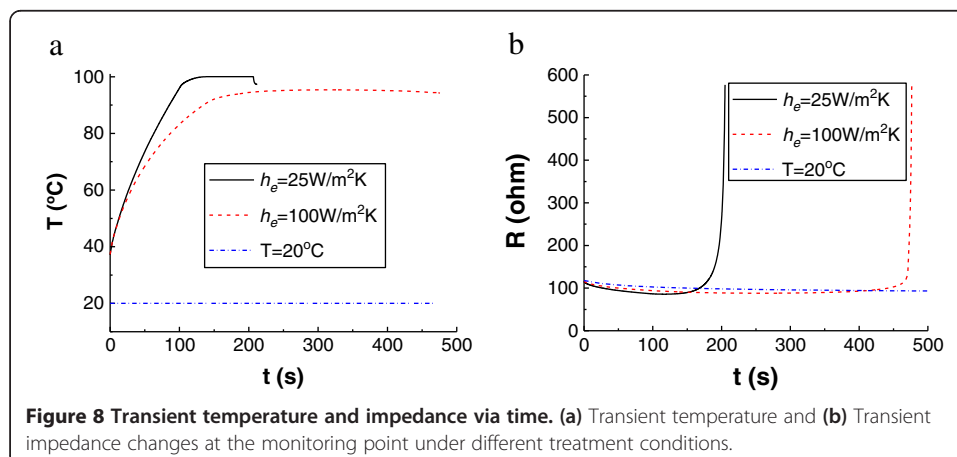 a
100
80
60
40
20
T (ºC)
0
100
200
300
400
500
t (s)
hₑ=25W/m²K
hₑ=100W/m²K
T=20°C
b
600
500
400
300
200
100
0
R (ohm)
0
100
200
300
400
500
t (s)
hₑ=25W/m²K
hₑ=100W/m²K
T=20°C
Figure 8 Transient temperature and impedance via time. (a) Transient temperature and (b) Transient
impedance changes at the monitoring point under different treatment conditions.